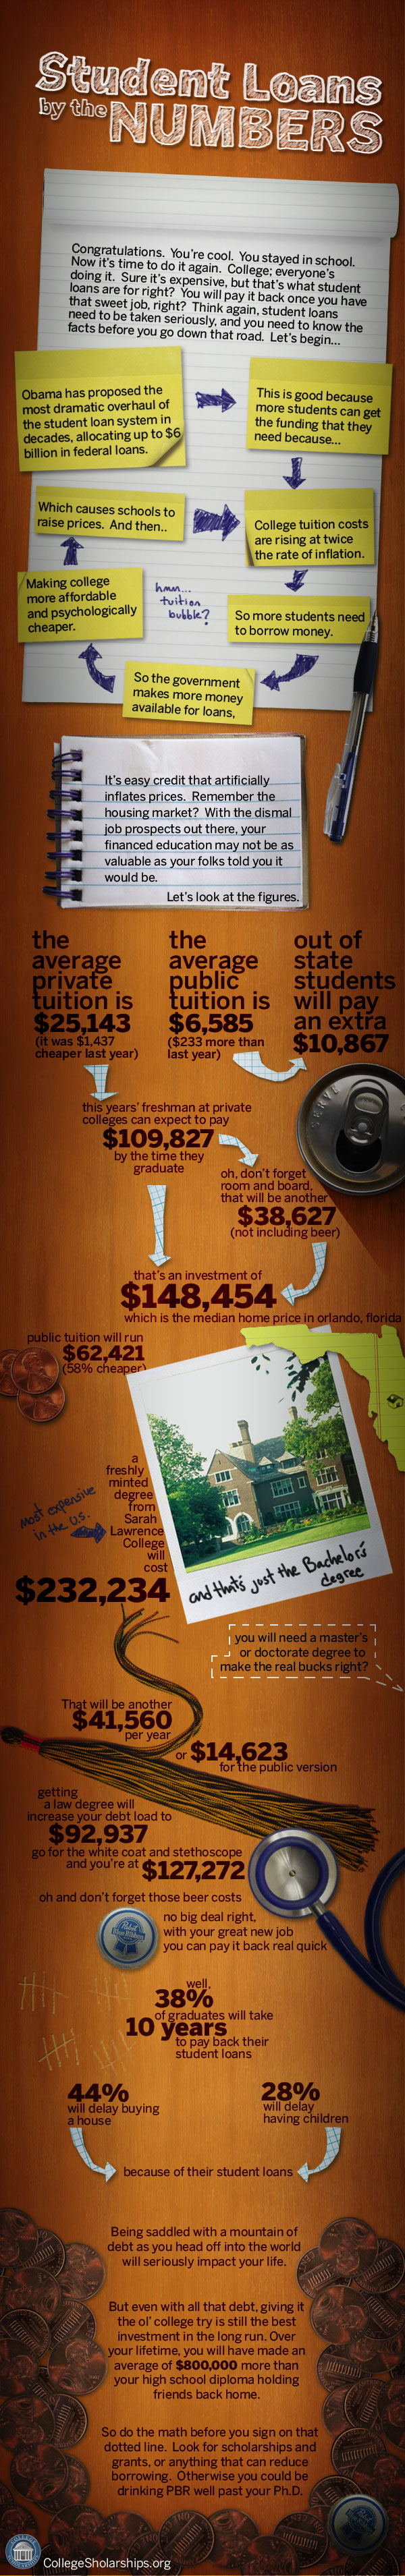 Student Loans
by the NUMBERS
Congratulations. You're cool. You stayed in school.
Now it's time to do it again. College; everyone's
doing it. Sure it's expensive, but that's what student
loans are for right? You will pay it back once you have
that sweet job, right? Think again, student loans
need to be taken seriously, and you need to know the
facts before you go down that road. Let's begin...
Obama has proposed the
most dramatic overhaul of
the student loan system in
decades, allocating up to $6
billion in federal loans.
This is good because
more students can get
the funding that they
need because...
College tuition costs
are rising at twice
the rate of inflation.
So more students need
to borrow money.
So the government
makes more money
available for loans,
Making college
more affordable
and psychologically
cheaper.
Which causes schools to
raise prices. And then..
hmm...
tuition
bubble?
It's easy credit that artificially
inflates prices. Remember the
housing market? With the dismal
job prospects out there, your
financed education may not be as
valuable as your folks told you it
would be.
Let's look at the figures.
the
average
private
tuition is
$25,143
(it was $1,437
cheaper last year)
the
average
public
tuition is
$6,585
($233 more than
last year)
out of
state
students
will pay
an extra
$10,867
SERVE
this years' freshman at private
colleges can expect to pay
$109,827
by the time they
graduate
oh, don't forget
room and board,
that will be another
$38,627
(not including beer)
that's an investment of
$148,454
which is the median home price in orlando, florida
public tuition will run
$62,421
(58% cheaper)
a
freshly
minted
degree
from
Sarah
Lawrence
College
will
cost
$232,234
most expensive
in the U.S.
and that's just the Bachelor's
degree
you will need a master's
or doctorate degree to
make the real bucks right?
That will be another
$41,560
per year
or $14,623
for the public version
getting
a law degree will
increase your debt load to
$92,937
go for the white coat and stethoscope
and you're at $127,272
oh and don't forget those beer costs
Pabst
no big deal right,
with your great new job
you can pay it back real quick
well,
38%
of graduates will take
10 years
to pay back their
student loans
44%
will delay buying
a house
28%
will delay
having children
because of their student loans
Being saddled with a mountain of
debt as you head off into the world
will seriously impact your life.
But even with all that debt, giving it
the ol' college try is still the best
investment in the long run. Over
your lifetime, you will have made an
average of $800,000 more than
your high school diploma holding
friends back home.
So do the math before you sign on that
dotted line. Look for scholarships and
grants, or anything that can reduce
borrowing. Otherwise you could be
drinking PBR well past your Ph.D.
CollegeSholarships.org